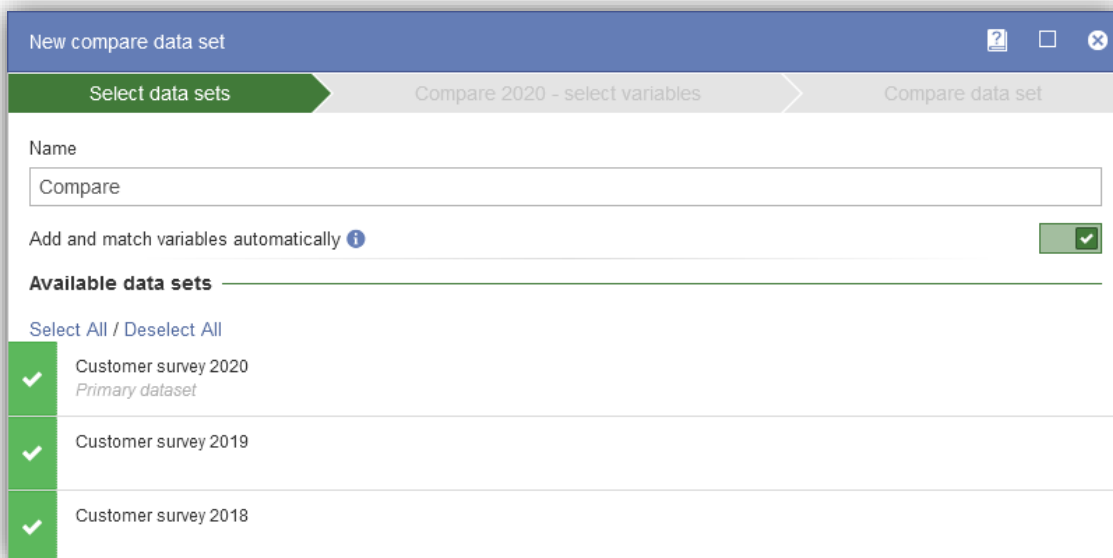 New compare data set
Select data sets
Compare 2020 - select variables
Compare data set
Name
Compare
Add and match variables automatically
Available data sets
Select All / Deselect All
Customer survey 2020
Primary dataset
Customer survey 2019
Customer survey 2018